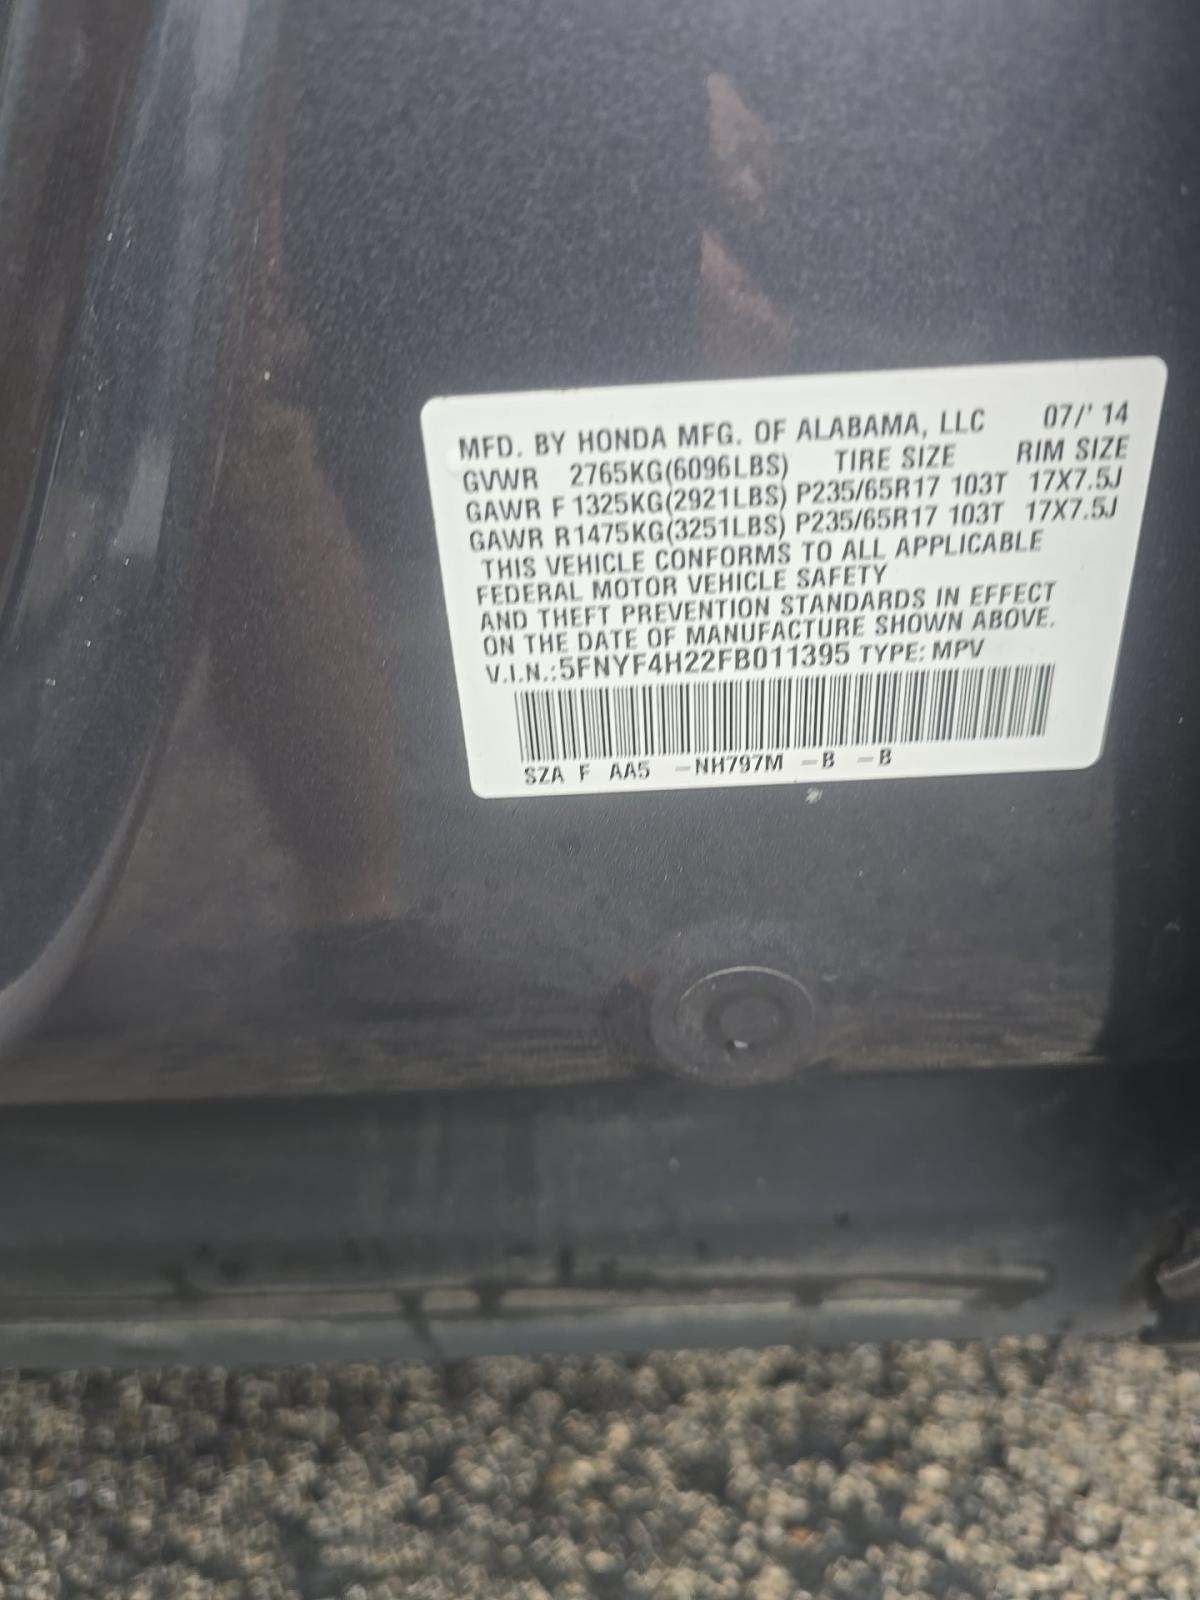 MFD. BY HONDA MFG. OF ALABAMA, LLC 07/' 14
GVWR 2765KG(6096LBS) TIRE SIZE RIM SIZE
GAWR F 1325KG(2921LBS) P235/65R17 103T 17X7.5J
GAWR R1475KG(3251LBS) P235/65R17 103T 17X7.5J
THIS VEHICLE CONFORMS TO ALL APPLICABLE
FEDERAL MOTOR VEHICLE SAFETY
AND THEFT PREVENTION STANDARDS IN EFFECT
ON THE DATE OF MANUFACTURE SHOWN ABOVE.
V.I.N.:5FNYF4H22FB011395 TYPE: MPV
SZA F AA5 -NH797M -B -B